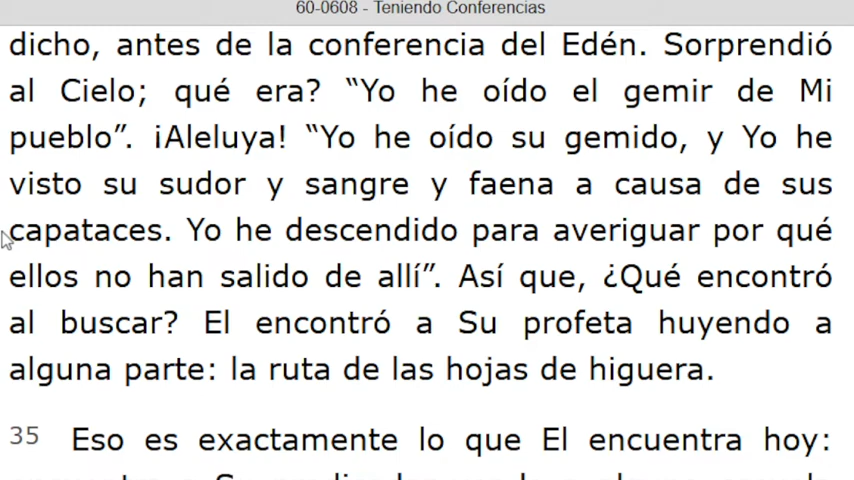 60-0608 - Teniendo Conferencias
dicho, antes de la conferencia del Edén. Sorprendió
al Cielo; qué era? “Yo he oído el gemir de Mi
pueblo”. ¡Aleluya! “Yo he oído su gemido, y Yo he
visto su sudor y sangre y faena a causa de sus
capataces. Yo he descendido para averiguar por qué
ellos no han salido de allí”. Así que, ¿Qué encontró
al buscar? El encontró a Su profeta huyendo a
alguna parte: la ruta de las hojas de higuera.
35 Eso es exactamente lo que El encuentra hoy: